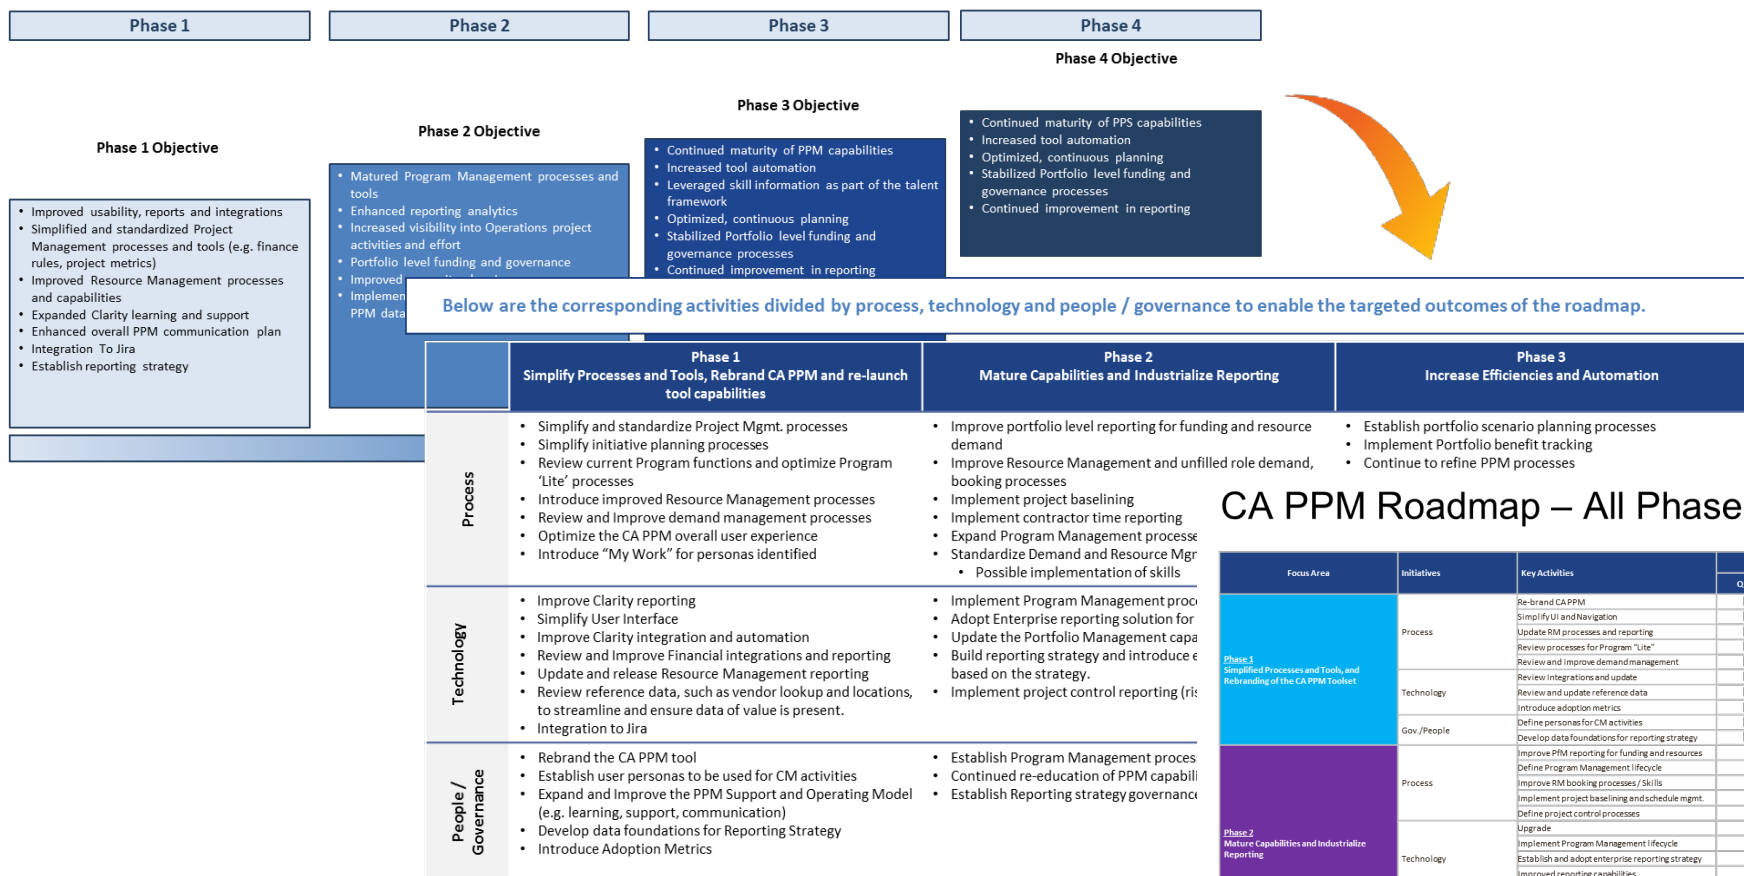 Phase 1
Phase 2
Phase 3
Phase 4
Phase 1 Objective
• Improved usability, reports and integrations
• Simplified and standardized Project
Management processes and tools (e.g. finance
rules, project metrics)
• Improved Resource Management processes
and capabilities
• Expanded Clarity learning and support
• Enhanced overall PPM communication plan
• Integration To Jira
• Establish reporting strategy
Phase 2 Objective
• Matured Program Management processes and
tools
• Enhanced reporting analytics
• Increased visibility into Operations project
activities and effort
• Portfolio level funding and governance
• Improved
• Implemen
PPM data
Phase 3 Objective
• Continued maturity of PPM capabilities
• Increased tool automation
• Leveraged skill information as part of the talent
framework
• Optimized, continuous planning
• Stabilized Portfolio level funding and
governance processes
• Continued improvement in reporting
Phase 4 Objective
• Continued maturity of PPS capabilities
• Increased tool automation
• Optimized, continuous planning
• Stabilized Portfolio level funding and
governance processes
• Continued improvement in reporting
Below are the corresponding activities divided by process, technology and people / governance to enable the targeted outcomes of the roadmap.
Phase 1
Simplify Processes and Tools, Rebrand CA PPM and re-launch
tool capabilities
Phase 2
Mature Capabilities and Industrialize Reporting
Phase 3
Increase Efficiencies and Automation
Process
• Simplify and standardize Project Mgmt. processes
• Simplify initiative planning processes
• Review current Program functions and optimize Program
‘Lite’ processes
• Introduce improved Resource Management processes
• Review and Improve demand management processes
• Optimize the CA PPM overall user experience
• Introduce “My Work” for personas identified
• Improve portfolio level reporting for funding and resource
demand
• Improve Resource Management and unfilled role demand,
booking processes
• Implement project baselining
• Implement contractor time reporting
• Expand Program Management processe
• Standardize Demand and Resource Mgr
• Possible implementation of skills
• Establish portfolio scenario planning processes
• Implement Portfolio benefit tracking
• Continue to refine PPM processes
Technology
• Improve Clarity reporting
• Simplify User Interface
• Improve Clarity integration and automation
• Review and Improve Financial integrations and reporting
• Update and release Resource Management reporting
• Review reference data, such as vendor lookup and locations,
to streamline and ensure data of value is present.
• Integration to Jira
• Implement Program Management proc
• Adopt Enterprise reporting solution for
• Update the Portfolio Management capa
• Build reporting strategy and introduce e
based on the strategy.
• Implement project control reporting (ris
People /
Governance
• Rebrand the CA PPM tool
• Establish user personas to be used for CM activities
• Expand and Improve the PPM Support and Operating Model
(e.g. learning, support, communication)
• Develop data foundations for Reporting Strategy
• Introduce Adoption Metrics
• Establish Program Management proces
• Continued re-education of PPM capabili
• Establish Reporting strategy governance
CA PPM Roadmap – All Phase
Focus Area
Initiatives
Key Activities
Q
Phase 1
Simplified Processes and Tools, and
Rebranding of the CA PPM Toolset
Process
Re-brand CA PPM
Simplify UI and Navigation
Update RM processes and reporting
Review processes for Program “Lite”
Review and improve demand management
Technology
Review Integrations and update
Review and update reference data
Introduce adoption metrics
Gov./People
Define personas for CM activities
Develop data foundations for reporting strategy
Phase 2
Mature Capabilities and Industrialize
Reporting
Process
Improve PfM reporting for funding and resources
Define Program Management lifecycle
Improve RM booking processes / Skills
Implement project baselining and schedule mgmt.
Define project control processes
Technology
Upgrade
Implement Program Management lifecycle
Establish and adopt enterprise reporting strategy
Improved reporting capabilities